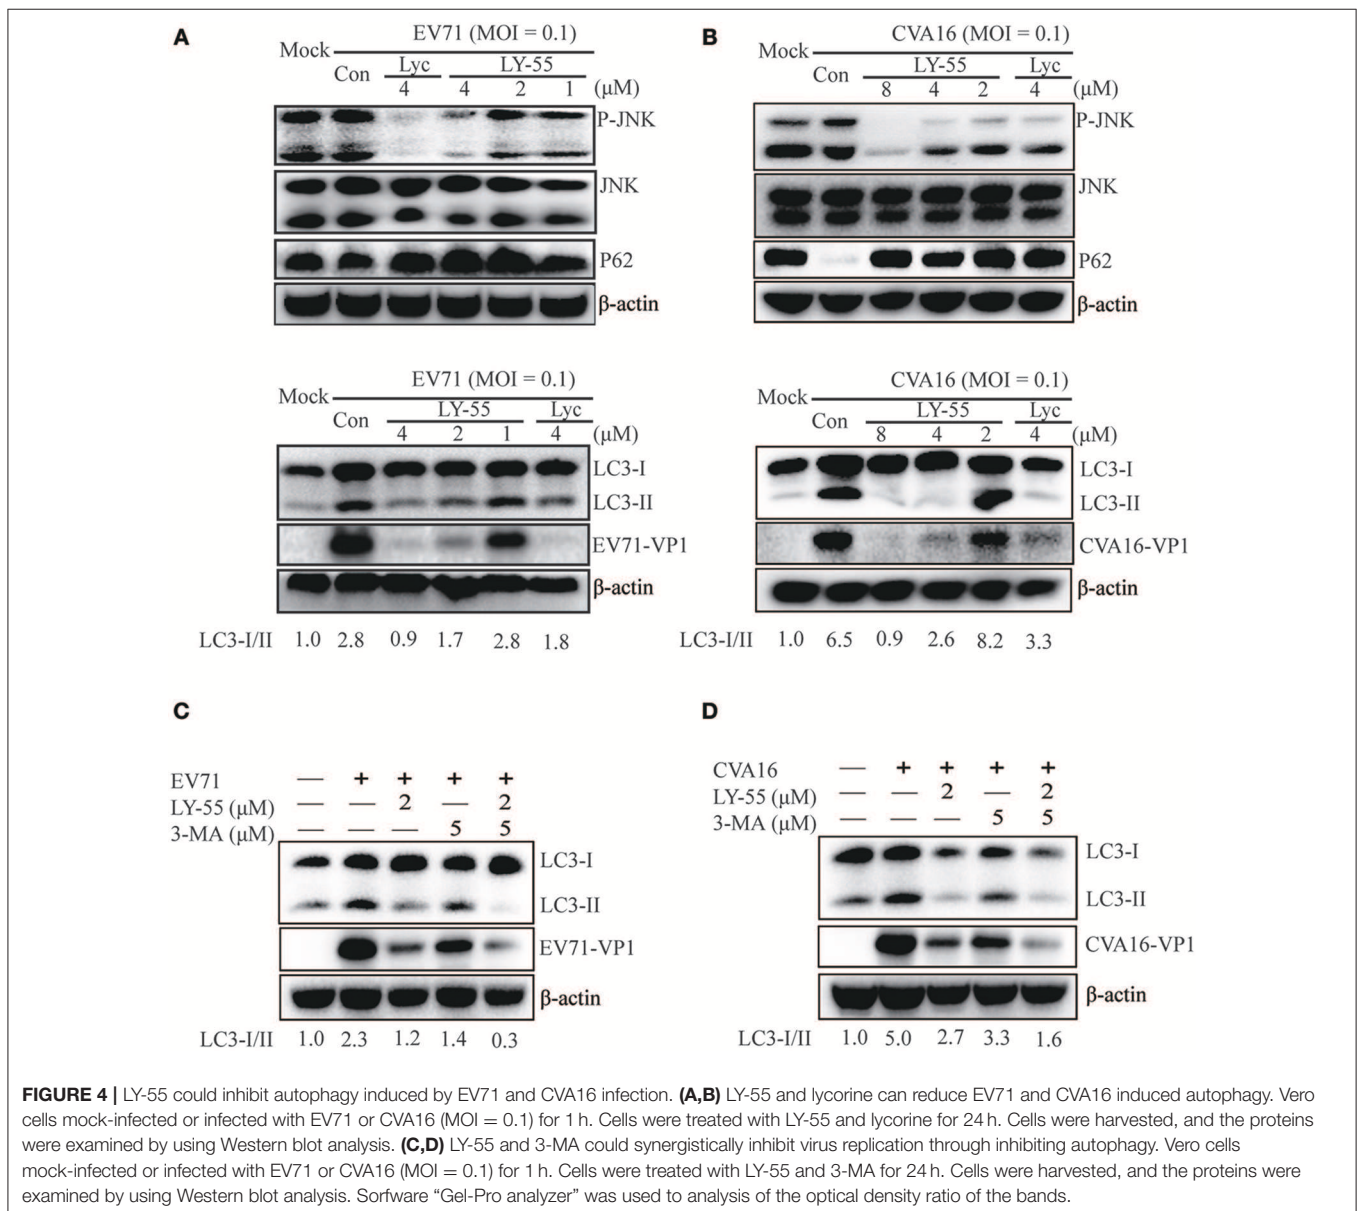 A
EV71 (MOI = 0.1)
Mock
Con Lyc LY-55
4 4 2 1 (μM)
P-JNK
JNK
P62
β-actin
EV71 (MOI = 0.1)
Mock
Con LY-55 Lyc
4 2 1 4 (μM)
LC3-I
LC3-II
EV71-VP1
β-actin
LC3-I/II 1.0 2.8 0.9 1.7 2.8 1.8
B
CVA16 (MOI = 0.1)
Mock
Con LY-55 Lyc
8 4 2 4 (μM)
P-JNK
JNK
P62
β-actin
CVA16 (MOI = 0.1)
Mock
Con LY-55 Lyc
8 4 2 4 (μM)
LC3-I
LC3-II
CVA16-VP1
β-actin
LC3-I/II 1.0 6.5 0.9 2.6 8.2 3.3
C
EV71 — + + + +
LY-55 (μM) — — 2 — 2
3-MA (μM) — — — 5 5
LC3-I
LC3-II
EV71-VP1
β-actin
LC3-I/II 1.0 2.3 1.2 1.4 0.3
D
CVA16 — + + + +
LY-55 (μM) — — 2 — 2
3-MA (μM) — — — 5 5
LC3-I
LC3-II
CVA16-VP1
β-actin
LC3-I/II 1.0 5.0 2.7 3.3 1.6
FIGURE 4 | LY-55 could inhibit autophagy induced by EV71 and CVA16 infection. (A,B) LY-55 and lycorine can reduce EV71 and CVA16 induced autophagy. Vero
cells mock-infected or infected with EV71 or CVA16 (MOI = 0.1) for 1 h. Cells were treated with LY-55 and lycorine for 24 h. Cells were harvested, and the proteins
were examined by using Western blot analysis. (C,D) LY-55 and 3-MA could synergistically inhibit virus replication through inhibiting autophagy. Vero cells
mock-infected or infected with EV71 or CVA16 (MOI = 0.1) for 1 h. Cells were treated with LY-55 and 3-MA for 24 h. Cells were harvested, and the proteins were
examined by using Western blot analysis. Sorfware “Gel-Pro analyzer” was used to analysis of the optical density ratio of the bands.